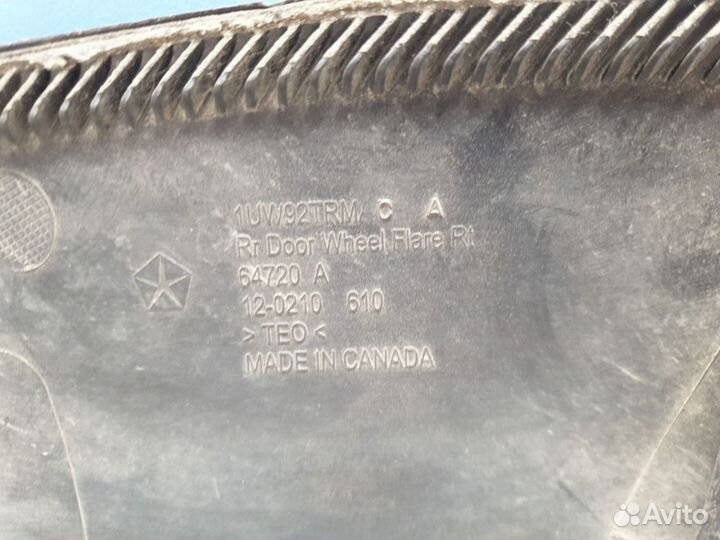 1UW92TRM/ C A
Rr Door Wheel Flare Rt
64720 A
12-0210 610
> TEO <
MADE IN CANADA
Avito